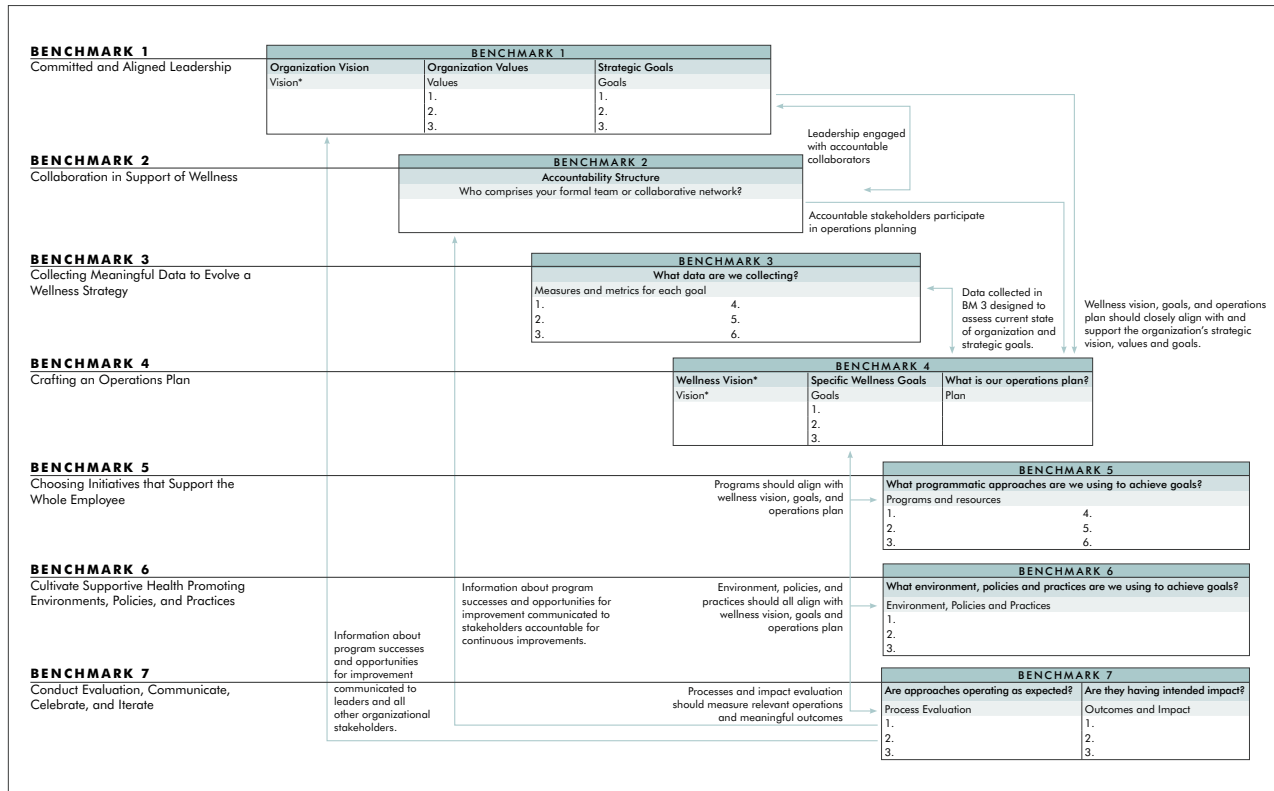 BENCHMARK 1
Committed and Aligned Leadership
BENCHMARK 1
Organization Vision
Vision*
Organization Values
Values
1.
2.
3.
Strategic Goals
Goals
1.
2.
3.
Leadership engaged
with accountable
collaborators
BENCHMARK 2
Collaboration in Support of Wellness
BENCHMARK 2
Accountability Structure
Who comprises your formal team or collaborative network?
Accountable stakeholders participate
in operations planning
BENCHMARK 3
Collecting Meaningful Data to Evolve a
Wellness Strategy
BENCHMARK 3
What data are we collecting?
Measures and metrics for each goal
1.
2.
3.
4.
5.
6.
Data collected in
BM 3 designed to
assess current state
of organization and
strategic goals.
Wellness vision, goals, and operations
plan should closely align with and
support the organization’s strategic
vision, values and goals.
BENCHMARK 4
Crafting an Operations Plan
BENCHMARK 4
Wellness Vision*
Vision*
Specific Wellness Goals
Goals
1.
2.
3.
What is our operations plan?
Plan
BENCHMARK 5
Choosing Initiatives that Support the
Whole Employee
Programs should align with
wellness vision, goals, and
operations plan
BENCHMARK 5
What programmatic approaches are we using to achieve goals?
Programs and resources
1.
2.
3.
4.
5.
6.
BENCHMARK 6
Cultivate Supportive Health Promoting
Environments, Policies, and Practices
Information about program
successes and opportunities for
improvement communicated to
stakeholders accountable for
continuous improvements.
Environment, policies, and
practices should all align with
wellness vision, goals and
operations plan
BENCHMARK 6
What environment, policies and practices are we using to achieve goals?
Environment, Policies and Practices
1.
2.
3.
Information about
program successes
and opportunities
for improvement
communicated to
leaders and all
other organizational
stakeholders.
BENCHMARK 7
Conduct Evaluation, Communicate,
Celebrate, and Iterate
Processes and impact evaluation
should measure relevant operations
and meaningful outcomes
BENCHMARK 7
Are approaches operating as expected?
Process Evaluation
1.
2.
3.
Are they having intended impact?
Outcomes and Impact
1.
2.
3.